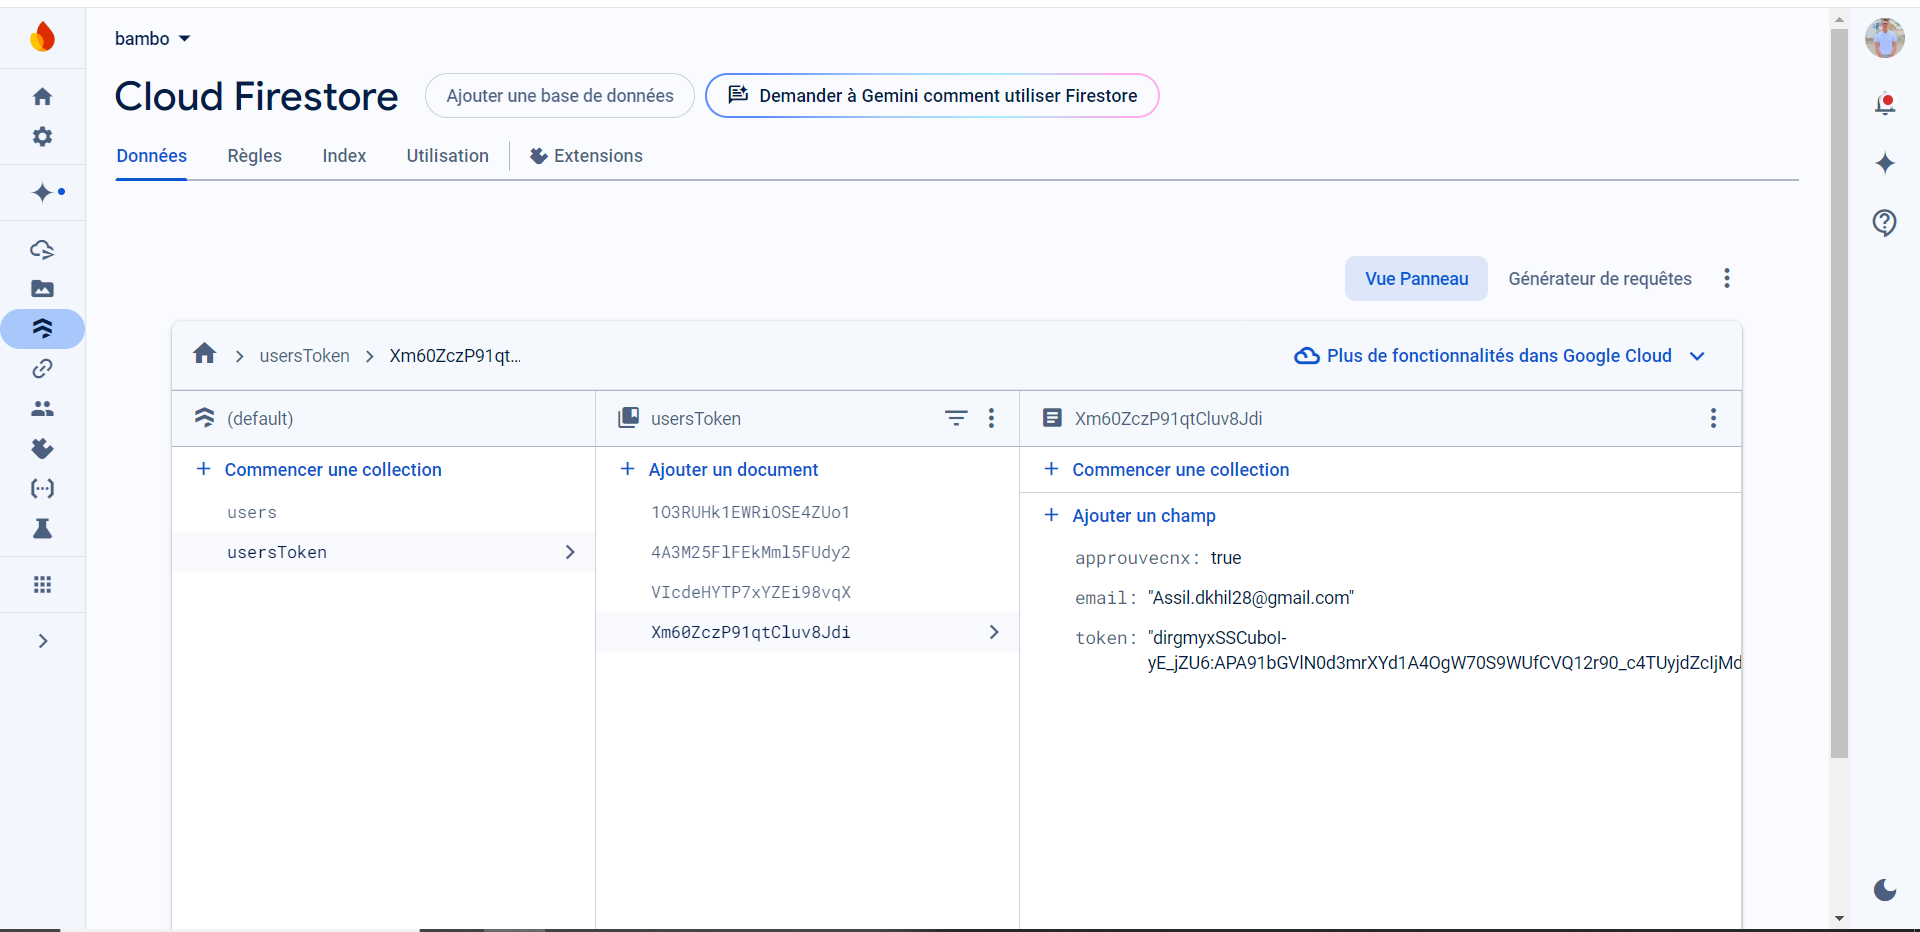 bambo
Cloud Firestore
Ajouter une base de données
Demander à Gemini comment utiliser Firestore
Données
Règles
Index
Utilisation
Extensions
Vue Panneau
Générateur de requêtes
usersToken
Xm60ZczP91qt...
Plus de fonctionnalités dans Google Cloud
(default)
Commencer une collection
users
usersToken
usersToken
Ajouter un document
1O3RUHk1EWRiOSE4ZUo1
4A3M25FlFEkMml5FUdy2
VIcdeHYTP7xYZEi98vqX
Xm60ZczP91qtCluv8Jdi
Xm60ZczP91qtCluv8Jdi
Commencer une collection
Ajouter un champ
approuvecnx: true
email: "Assil.dkhil28@gmail.com"
token: "dirgmyxSSCuboI-
yE_jZU6:APA91bGVlN0d3mrXYd1A4OgW70S9WUfCVQ12r90_c4TUyjdZcIjMd